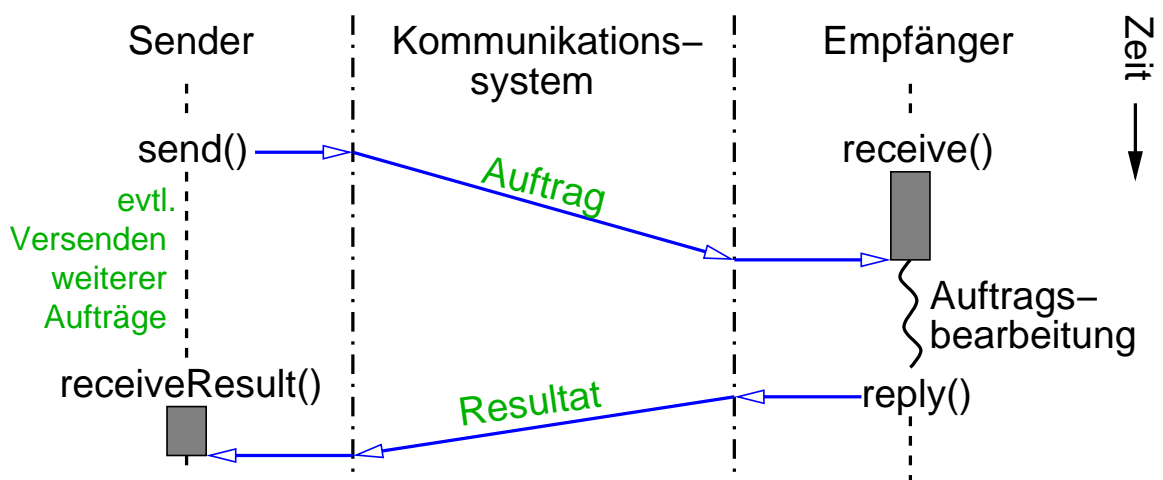 Sender
Kommunikations–
system
Empfänger
Zeit
send()
Auftrag
receive()
evtl.
Versenden
weiterer
Aufträge
Auftrags–
bearbeitung
receiveResult()
Resultat
reply()